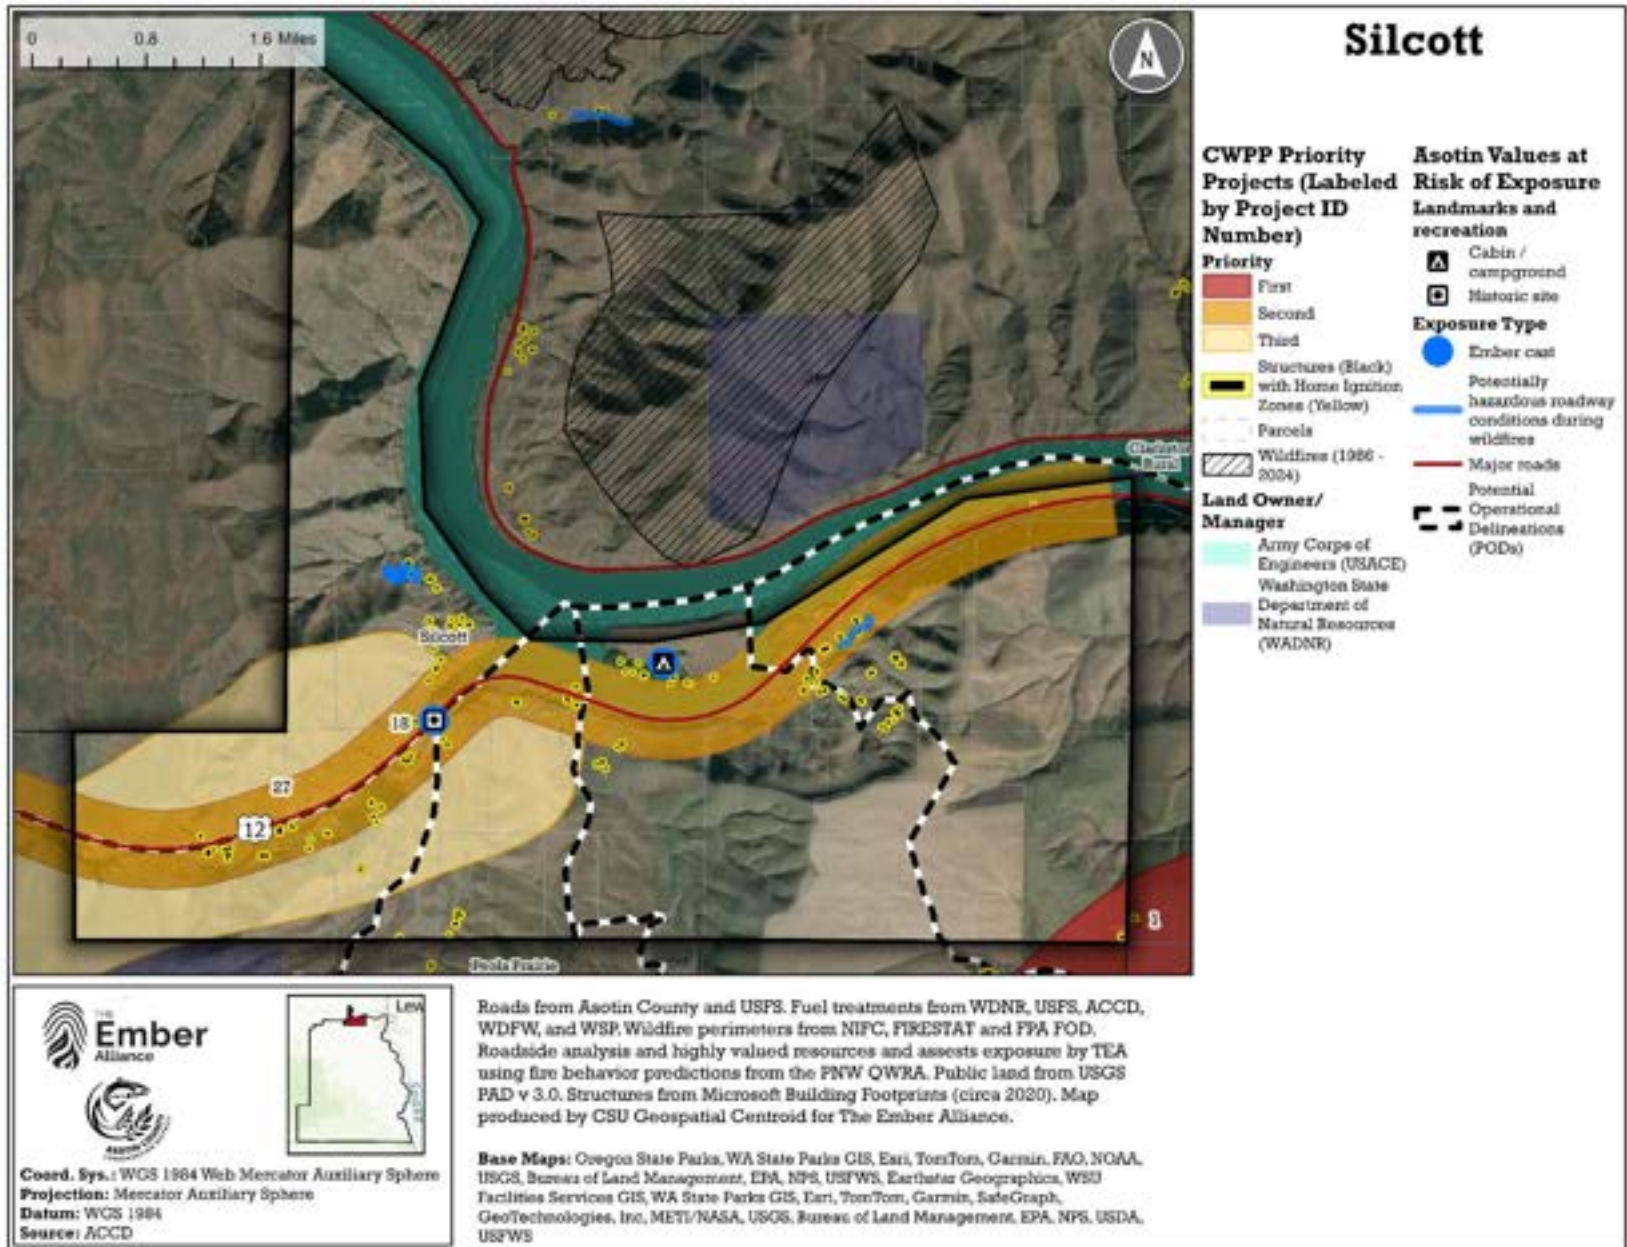 Silcott
0 0.8 1.6 Miles
N
CWPP Priority
Projects (Labeled
by Project ID
Number)
Priority
First
Second
Third
Structures (Black)
with Home Ignition
Zones (Yellow)
Parcels
Wildfires (1986 -
2024)
Land Owner/
Manager
Army Corps of
Engineers (USACE)
Washington State
Department of
Natural Resources
(WADNR)
Asotin Values at
Risk of Exposure
Landmarks and
recreation
Cabin /
campground
Historic site
Exposure Type
Ember cast
Potentially
hazardous roadway
conditions during
wildfires
Major roads
Potential
Operational
Delineations
(PODs)
Clarkston
Rural
Silcott
18
27
12
1
Peola Prairie
THE
Ember
Alliance
Lew
Coord. Sys.: WGS 1984 Web Mercator Auxiliary Sphere
Projection: Mercator Auxiliary Sphere
Datum: WGS 1984
Source: ACCD
Roads from Asotin County and USFS. Fuel treatments from WDNR, USFS, ACCD,
WDFW, and WSP. Wildfire perimeters from NIFC, FIRESTAT and FPA FOD.
Roadside analysis and highly valued resources and assests exposure by TEA
using fire behavior predictions from the PNW QWRA. Public land from USGS
PAD v 3.0. Structures from Microsoft Building Footprints (circa 2020). Map
produced by CSU Geospatial Centroid for The Ember Alliance.
Base Maps: Oregon State Parks, WA State Parks GIS, Esri, TomTom, Garmin, FAO, NOAA,
USGS, Bureau of Land Management, EPA, NPS, USFWS, Earthstar Geographics, WSU
Facilities Services GIS, WA State Parks GIS, Esri, TomTom, Garmin, SafeGraph,
GeoTechnologies, Inc, METI/NASA, USGS, Bureau of Land Management, EPA, NPS, USDA,
USFWS